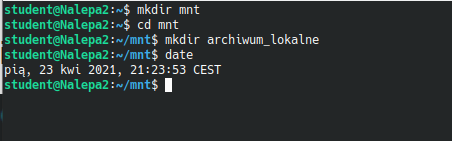 student@Nalepa2:~$ mkdir mnt
student@Nalepa2:~$ cd mnt
student@Nalepa2:~/mnt$ mkdir archiwum_lokalne
student@Nalepa2:~/mnt$ date
pią, 23 kwi 2021, 21:23:53 CEST
student@Nalepa2:~/mnt$